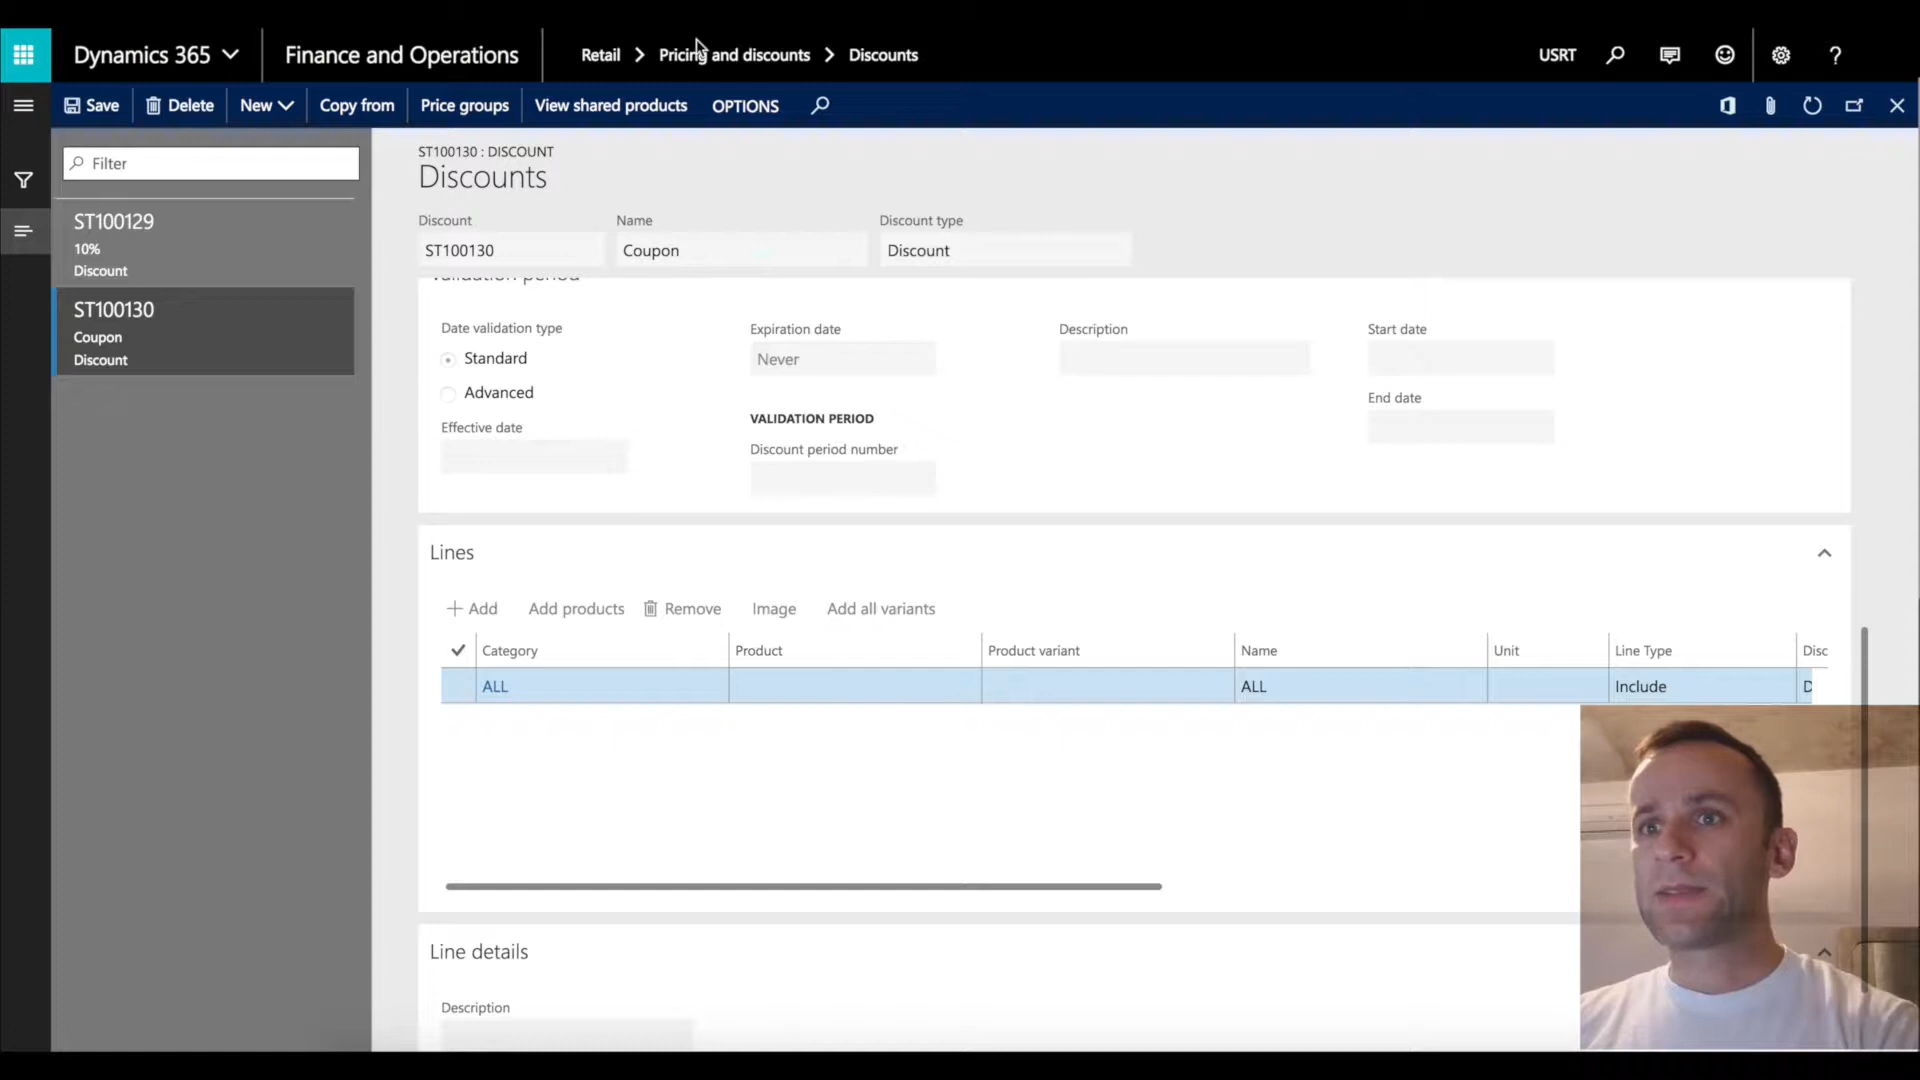 Dynamics 365
Finance and Operations
Retail
Pricing and discounts
Discounts
USRT
?
Save
Delete
New
Copy from
Price groups
View shared products
OPTIONS
Filter
ST100129
10%
Discount
ST100130
Coupon
Discount
ST100130 : DISCOUNT
Discounts
Discount
Name
Discount type
ST100130
Coupon
Discount
Validation period
Date validation type
Standard
Advanced
Effective date
Expiration date
Never
VALIDATION PERIOD
Discount period number
Description
Start date
End date
Lines
Add
Add products
Remove
Image
Add all variants
Category
Product
Product variant
Name
Unit
Line Type
Disc
ALL
ALL
Include
D
Line details
Description